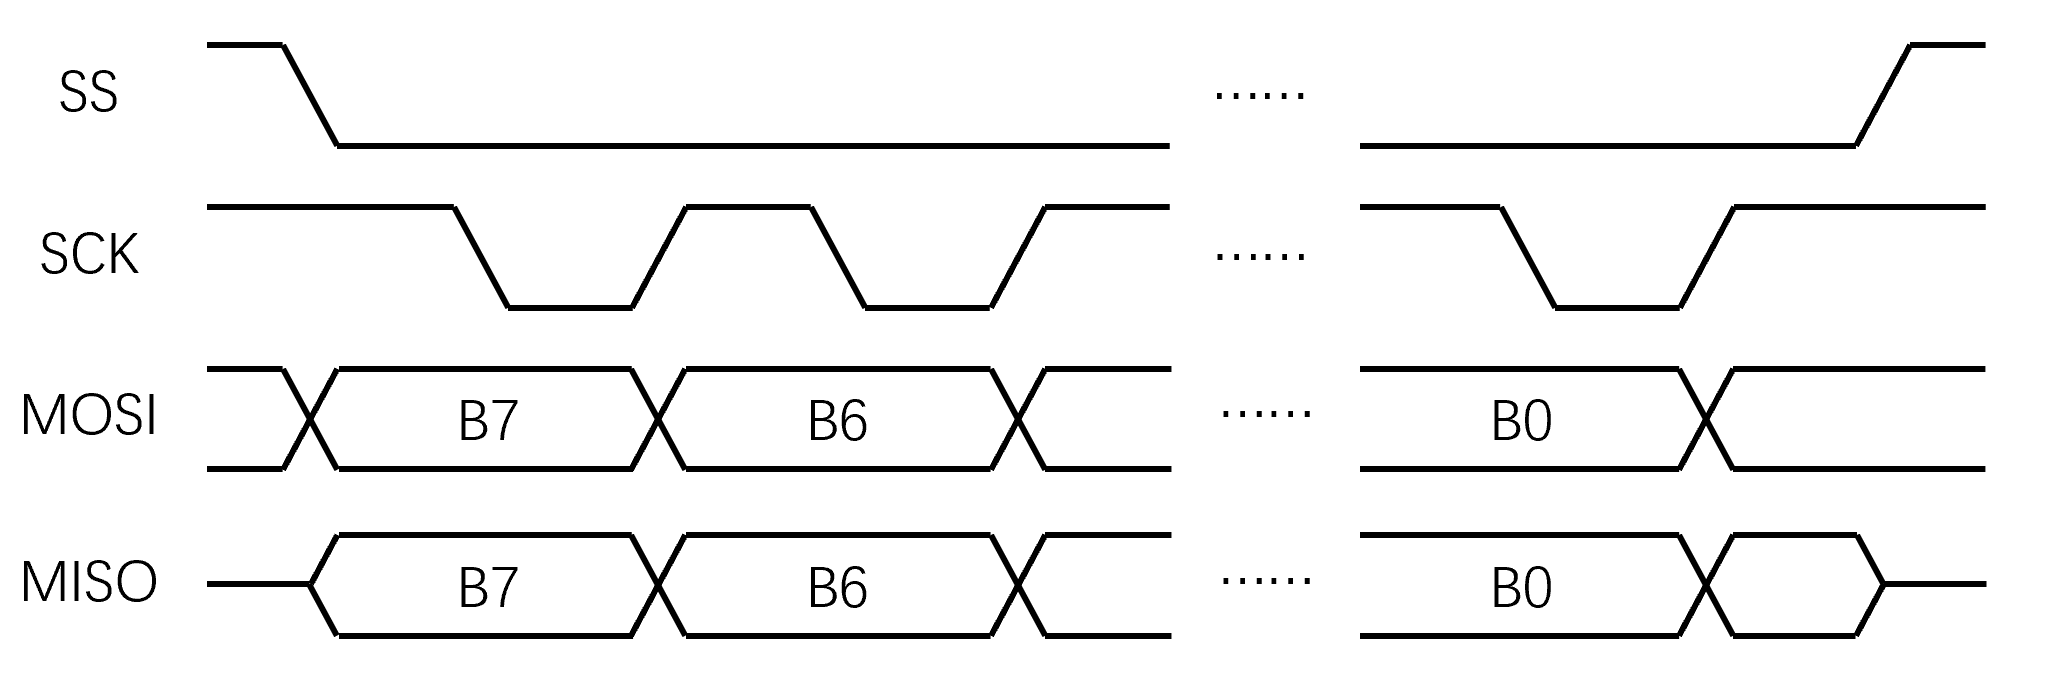 SS ......
SCK ......
MOSI B7 B6 ...... B0
MISO B7 B6 ...... B0